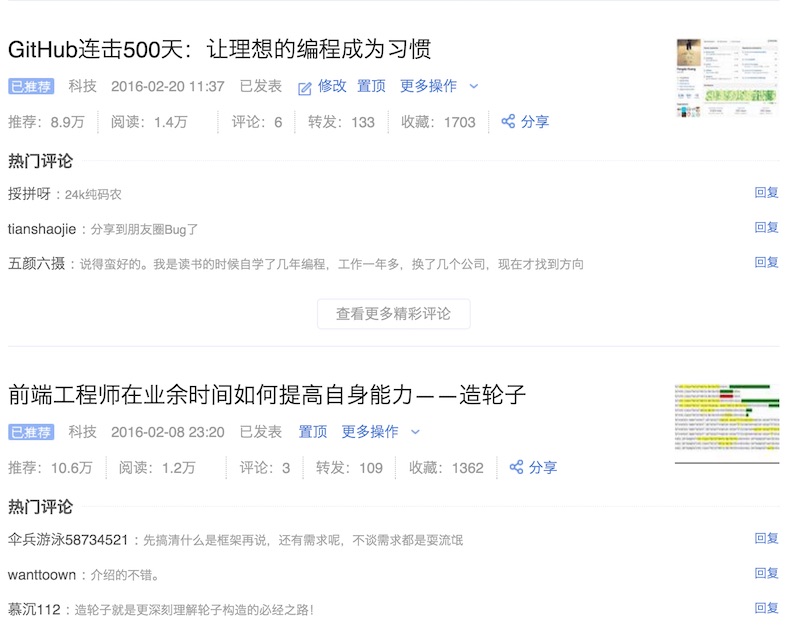 GitHub连击500天：让理想的编程成为习惯
已推荐 科技 2016-02-20 11:37 已发表 修改 置顶 更多操作
推荐：8.9万 阅读：1.4万 评论：6 转发：133 收藏：1703 分享
热门评论
挼拼呀：24k纯码农 回复
tianshaojie：分享到朋友圈Bug了 回复
五颜六摄：说得蛮好的。我是读书的时候自学了几年编程，工作一年多，换了几个公司，现在才找到方向 回复
查看更多精彩评论
前端工程师在业余时间如何提高自身能力——造轮子
已推荐 科技 2016-02-08 23:20 已发表 置顶 更多操作
推荐：10.6万 阅读：1.2万 评论：3 转发：109 收藏：1362 分享
热门评论
伞兵游泳58734521：先搞清什么是框架再说，还有需求呢，不谈需求都是耍流氓 回复
wanttoown：介绍的不错。 回复
慕沉112：造轮子就是更深刻理解轮子构造的必经之路！ 回复